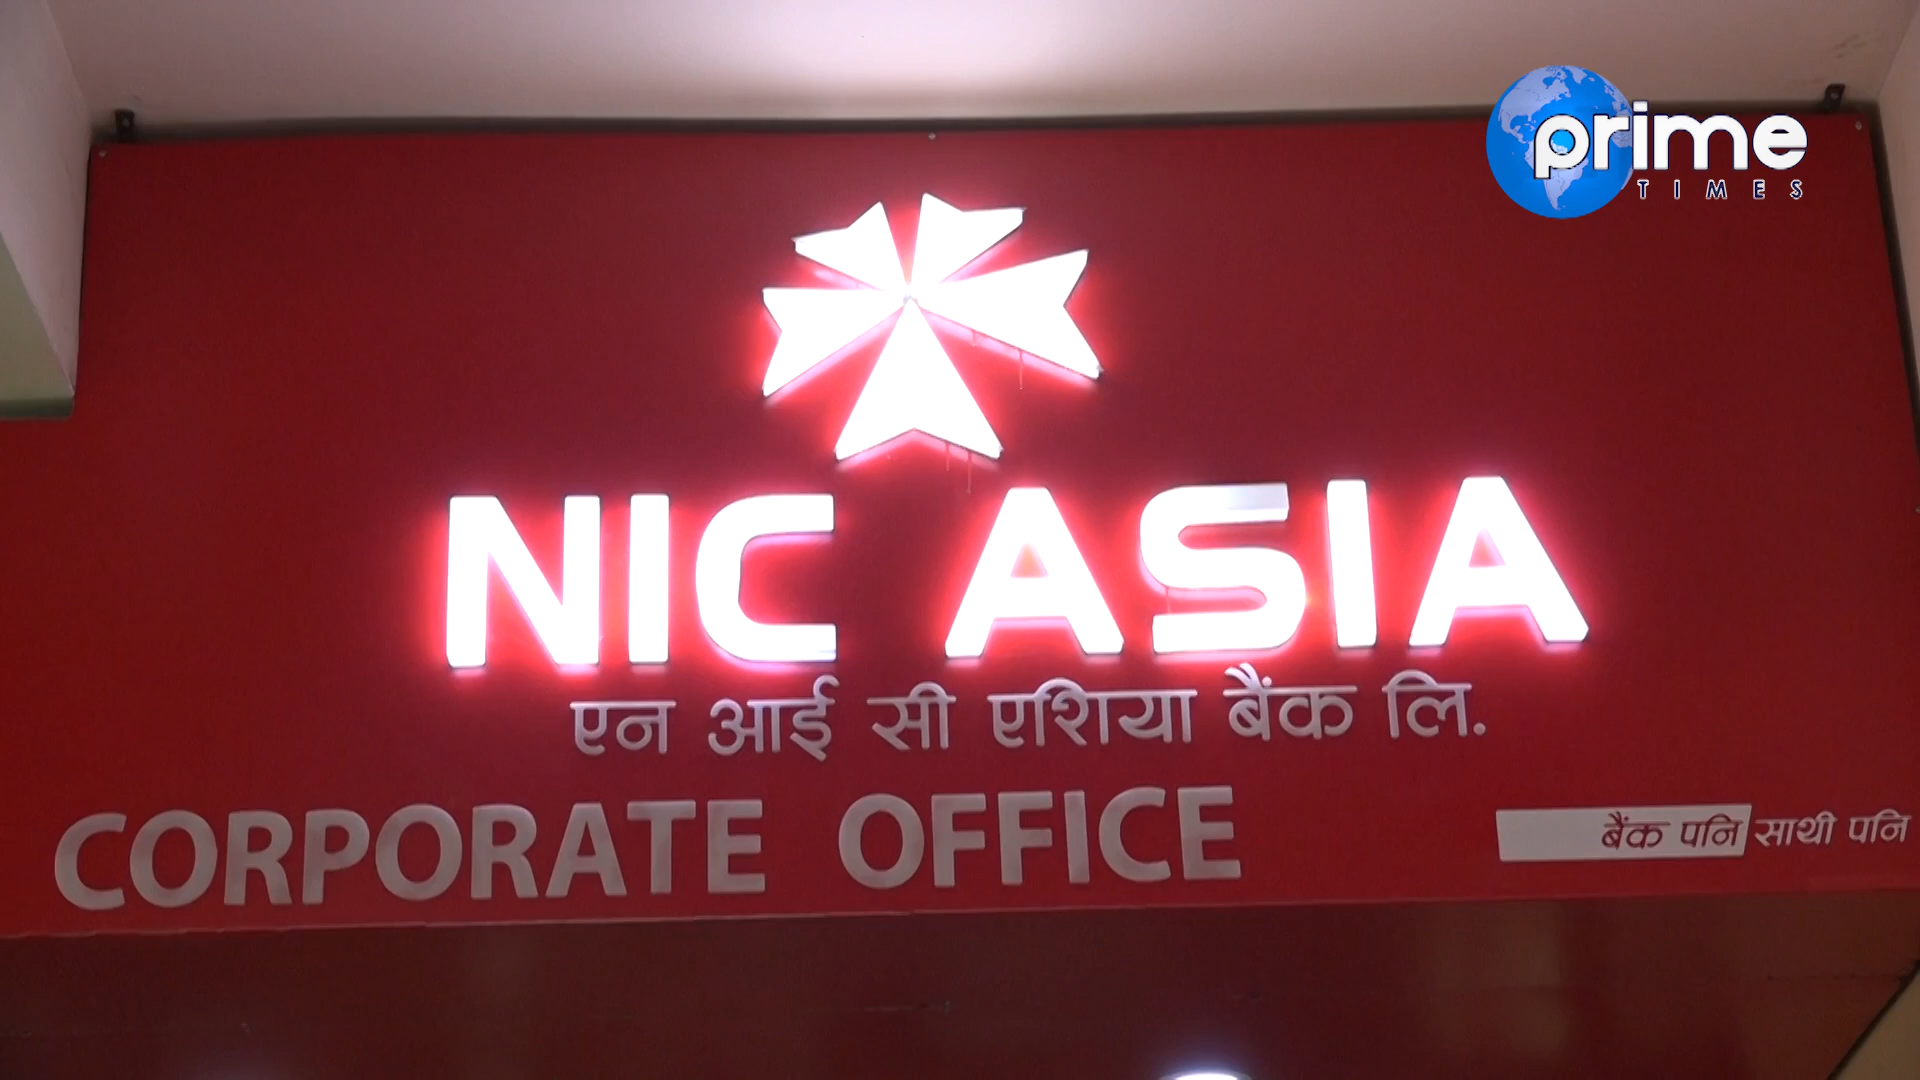 prime
TIMES
NIC ASIA
एन आई सी एशिया बैंक लि.
CORPORATE OFFICE
बैंक पनि साथी पनि